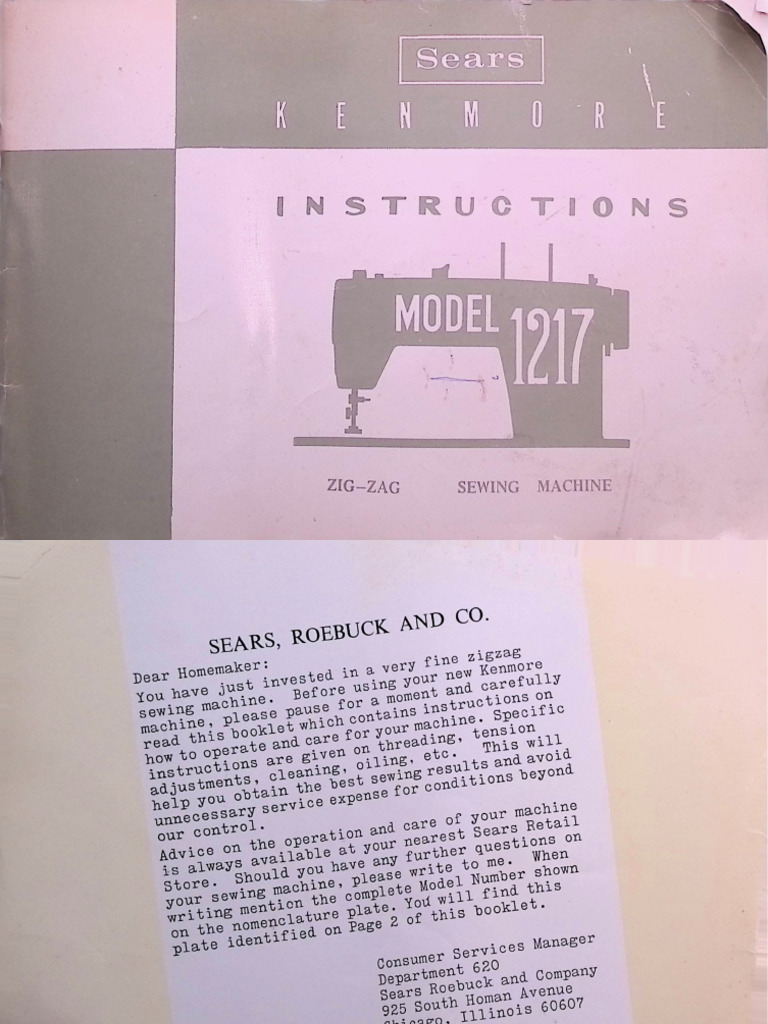 Sears
KENMORE
INSTRUCTIONS
MODEL 1217
ZIG-ZAG SEWING MACHINE
SEARS, ROEBUCK AND CO.
Dear Homemaker:
You have just invested in a very fine zigzag
sewing machine. Before using your new Kenmore
machine, please pause for a moment and carefully
read this booklet which contains instructions on
how to operate and care for your machine. Specific
instructions are given on threading, tension
adjustments, cleaning, oiling, etc. This will
help you obtain the best sewing results and avoid
unnecessary service expense for conditions beyond
our control.
Advice on the operation and care of your machine
is always available at your nearest Sears Retail
Store. Should you have any further questions on
your sewing machine, please write to me. When
writing mention the complete Model Number shown
on the nomenclature plate. You will find this
plate identified on Page 2 of this booklet.
Consumer Services Manager
Department 620
Sears Roebuck and Company
925 South Homan Avenue
Chicago, Illinois 60607